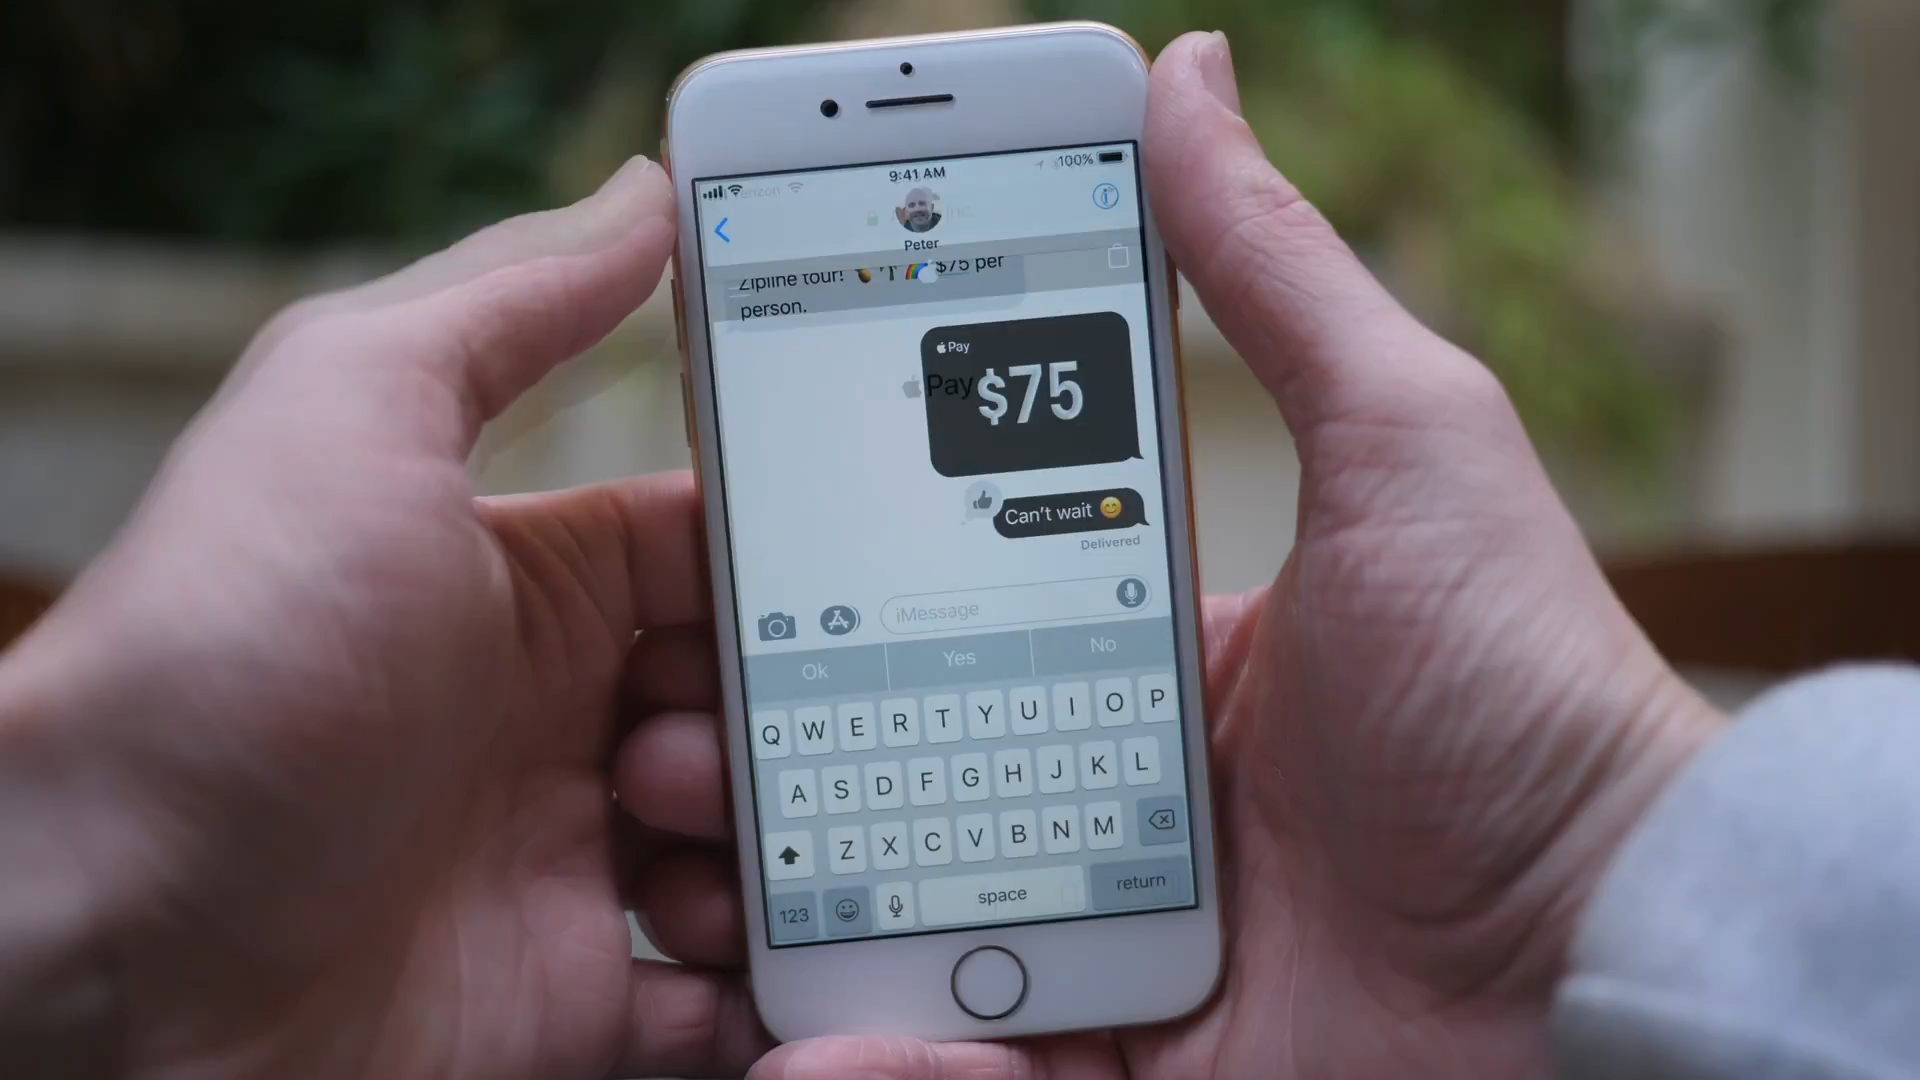 9:41 AM
100%
Peter
Zipline tour! 🌈 $75 per
person.
Pay
Pay
$75
Can't wait 😊
Delivered
iMessage
Ok Yes No
Q W E R T Y U I O P
A S D F G H J K L
Z X C V B N M
123 space return